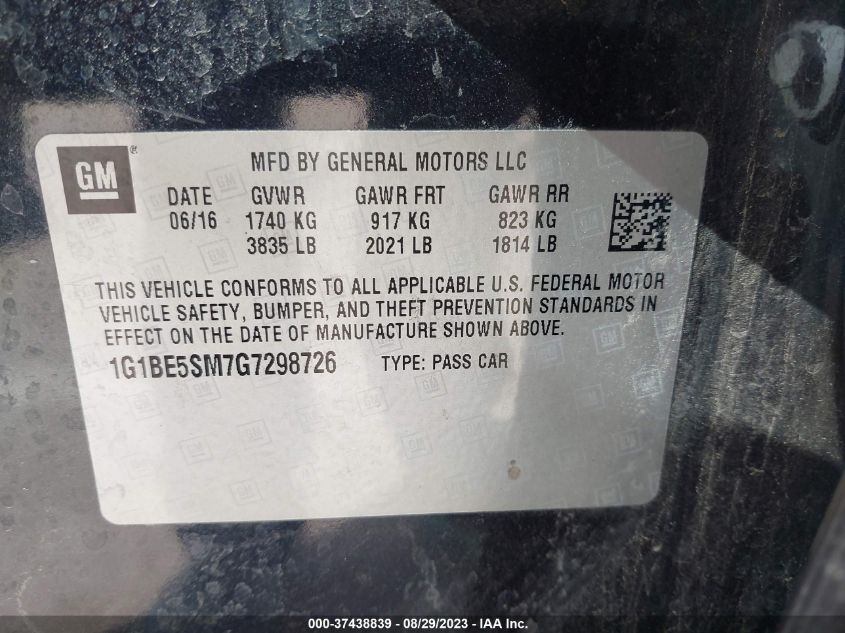 GM ® MFD BY GENERAL MOTORS LLC
DATE GVWR GAWR FRT GAWR RR
06/16 1740 KG 917 KG 823 KG
3835 LB 2021 LB 1814 LB
THIS VEHICLE CONFORMS TO ALL APPLICABLE U.S. FEDERAL MOTOR
VEHICLE SAFETY, BUMPER, AND THEFT PREVENTION STANDARDS IN
EFFECT ON THE DATE OF MANUFACTURE SHOWN ABOVE.
1G1BE5SM7G7298726 TYPE: PASS CAR
000-37438839 - 08/29/2023 - IAA Inc.